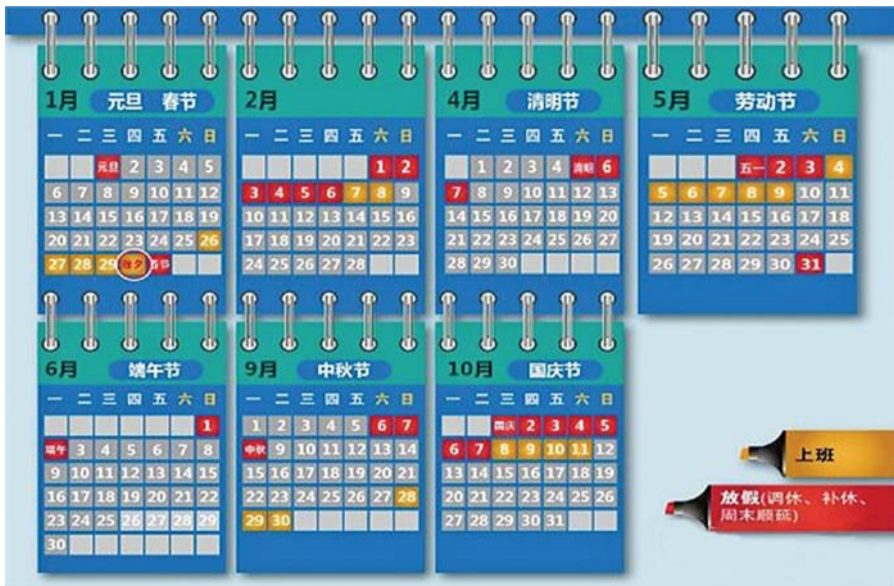 1月 元旦 春节
一 二 三 四 五 六 日
元旦 2 3 4 5
6 7 8 9 10 11 12
13 14 15 16 17 18 19
20 21 22 23 24 25 26
27 28 29 除夕 春节
2月
一 二 三 四 五 六 日
1 2
3 4 5 6 7 8 9
10 11 12 13 14 15 16
17 18 19 20 21 22 23
24 25 26 27 28
4月 清明节
一 二 三 四 五 六 日
1 2 3 4 清明 6
7 8 9 10 11 12 13
14 15 16 17 18 19 20
21 22 23 24 25 26 27
28 29 30
5月 劳动节
一 二 三 四 五 六 日
五一 2 3 4
5 6 7 8 9 10 11
12 13 14 15 16 17 18
19 20 21 22 23 24 25
26 27 28 29 30 31
6月 端午节
一 二 三 四 五 六 日
1
端午 3 4 5 6 7 8
9 10 11 12 13 14 15
16 17 18 19 20 21 22
23 24 25 26 27 28 29
30
9月 中秋节
一 二 三 四 五 六 日
1 2 3 4 5 6 7
中秋 9 10 11 12 13 14
15 16 17 18 19 20 21
22 23 24 25 26 27 28
29 30
10月 国庆节
一 二 三 四 五 六 日
国庆 2 3 4 5
6 7 8 9 10 11 12
13 14 15 16 17 18 19
20 21 22 23 24 25 26
27 28 29 30 31
上班
放假(调休、补休、
周末顺延)